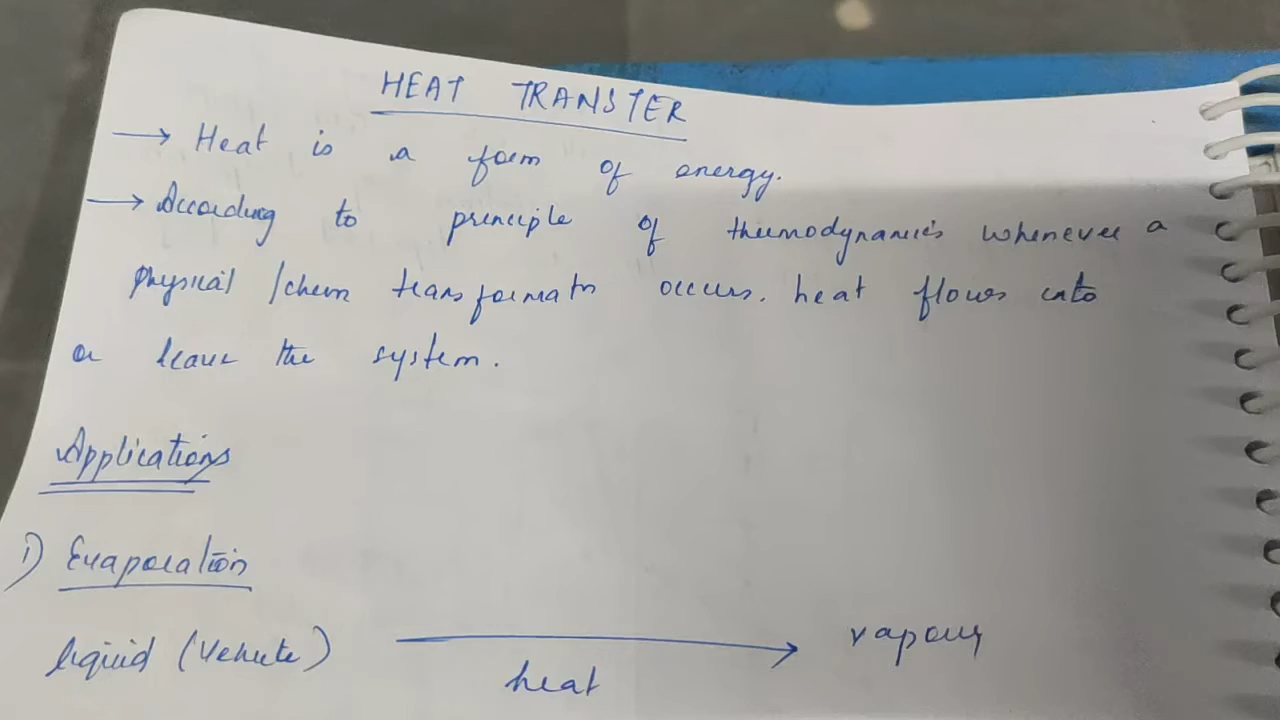 HEAT TRANSFER
→ Heat is a form of energy.
→ According to principle of thermodynamics whenever a
physical / chem transformatn occurs. heat flows into
or leave the system.
Applications
1) Evaporation
liquid (Vehicle)
heat
vapour